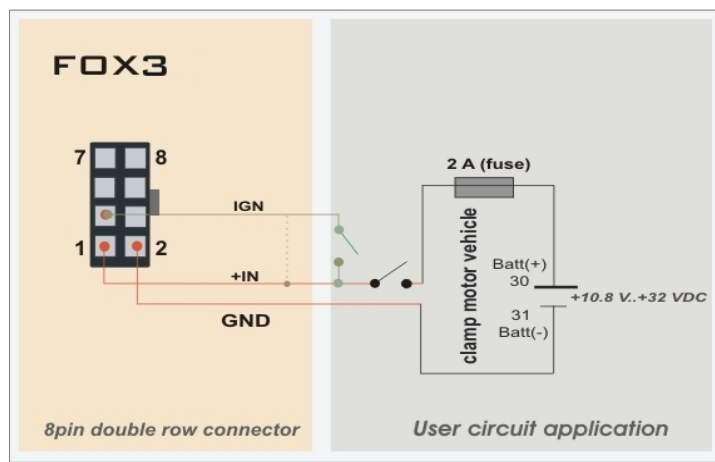 FOX3
7 8
1 2
IGN
+IN
GND
8pin double row connector
2 A (fuse)
clamp motor vehicle
Batt(+)
30
+10.8 V..+32 VDC
31
Batt(-)
User circuit application